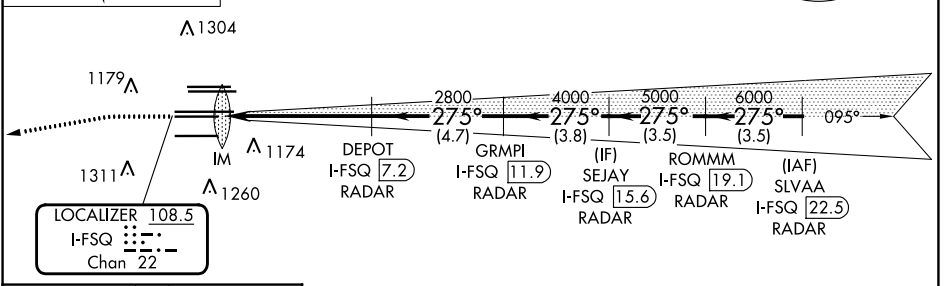 1304
1179
2800
4000
5000
6000
275°
275°
275°
275°
095°
(4.7)
(3.8)
(3.5)
(3.5)
IM
1174
1311
1260
DEPOT
I-FSQ 7.2
RADAR
GRMPI
I-FSQ 11.9
RADAR
(IF)
SEJAY
I-FSQ 15.6
RADAR
ROMMM
I-FSQ 19.1
RADAR
(IAF)
SLVAA
I-FSQ 22.5
RADAR
LOCALIZER 108.5
I-FSQ
Chan 22